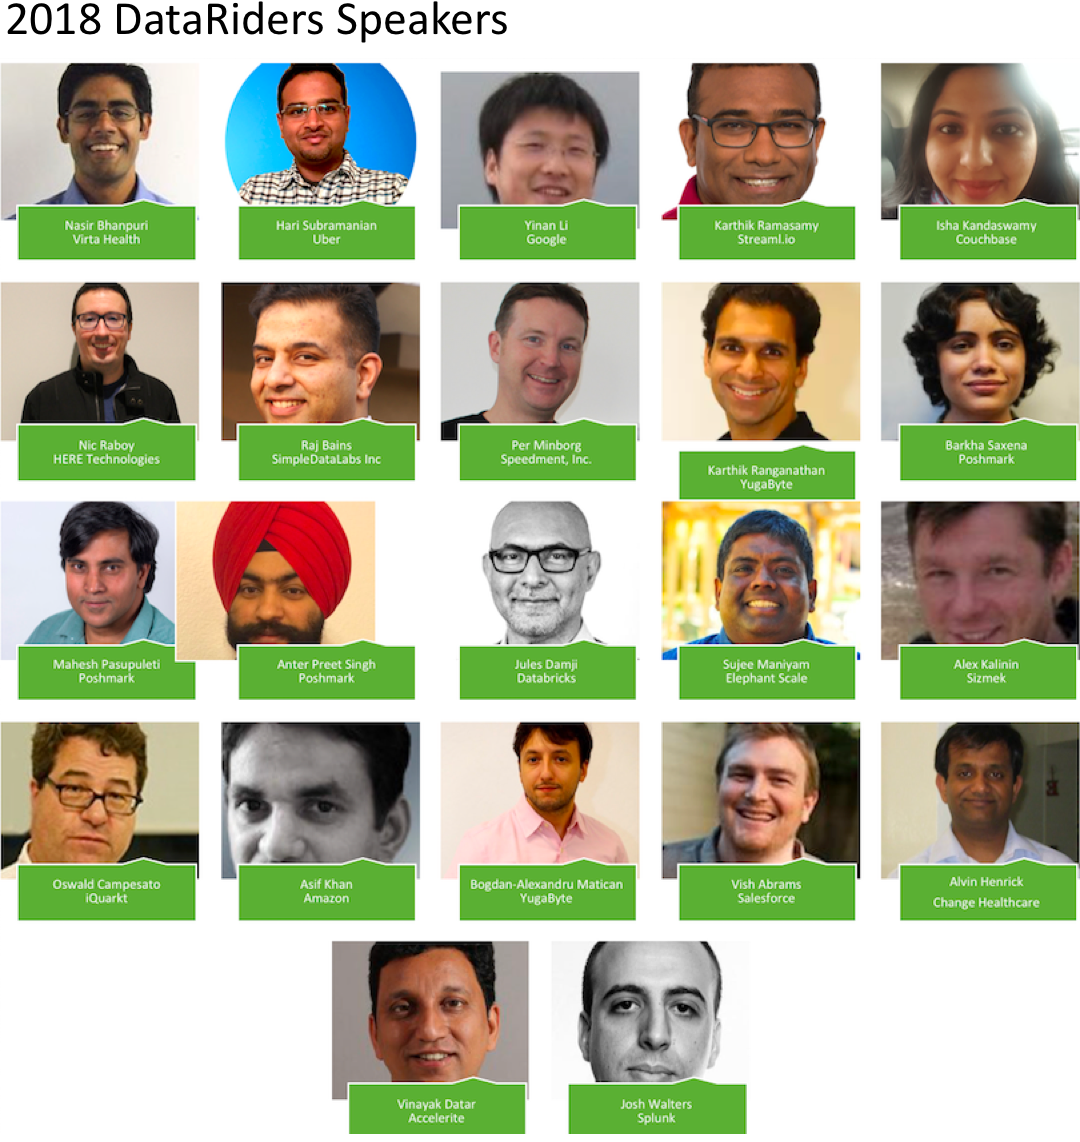 2018 DataRiders Speakers
Nasir Bhanpuri
Virta Health
Hari Subramanian
Uber
Yinan Li
Google
Karthik Ramasamy
Streaml.io
Isha Kandaswamy
Couchbase
Nic Raboy
HERE Technologies
Raj Bains
SimpleDataLabs Inc
Per Minborg
Speedment, Inc.
Karthik Ranganathan
YugaByte
Barkha Saxena
Poshmark
Mahesh Pasupuleti
Poshmark
Anter Preet Singh
Poshmark
Jules Damji
Databricks
Sujee Maniyam
Elephant Scale
Alex Kalinin
Sizmek
Oswald Campesato
iQuarkt
Asif Khan
Amazon
Bogdan-Alexandru Matican
YugaByte
Vish Abrams
Salesforce
Alvin Henrick
Change Healthcare
Vinayak Datar
Accelerite
Josh Walters
Splunk